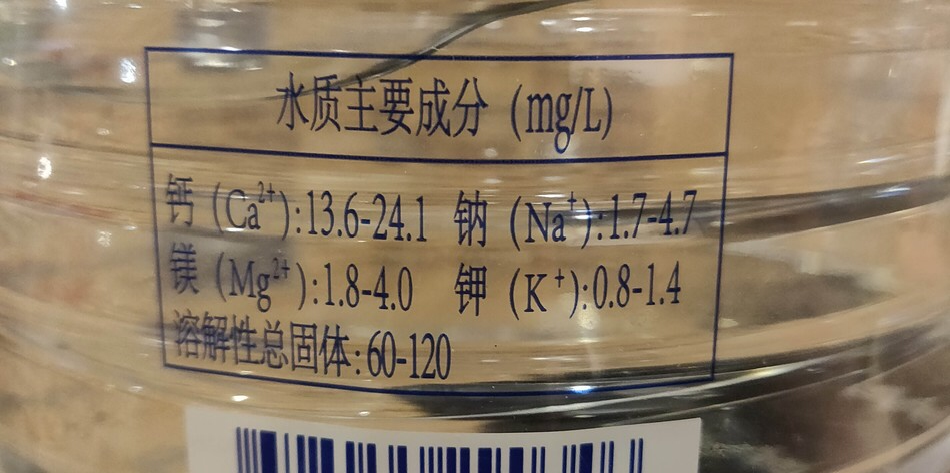 水质主要成分 (mg/L)
钙 (Ca²⁺):13.6-24.1 钠 (Na⁺):1.7-4.7
镁 (Mg²⁺):1.8-4.0 钾 (K⁺):0.8-1.4
溶解性总固体:60-120